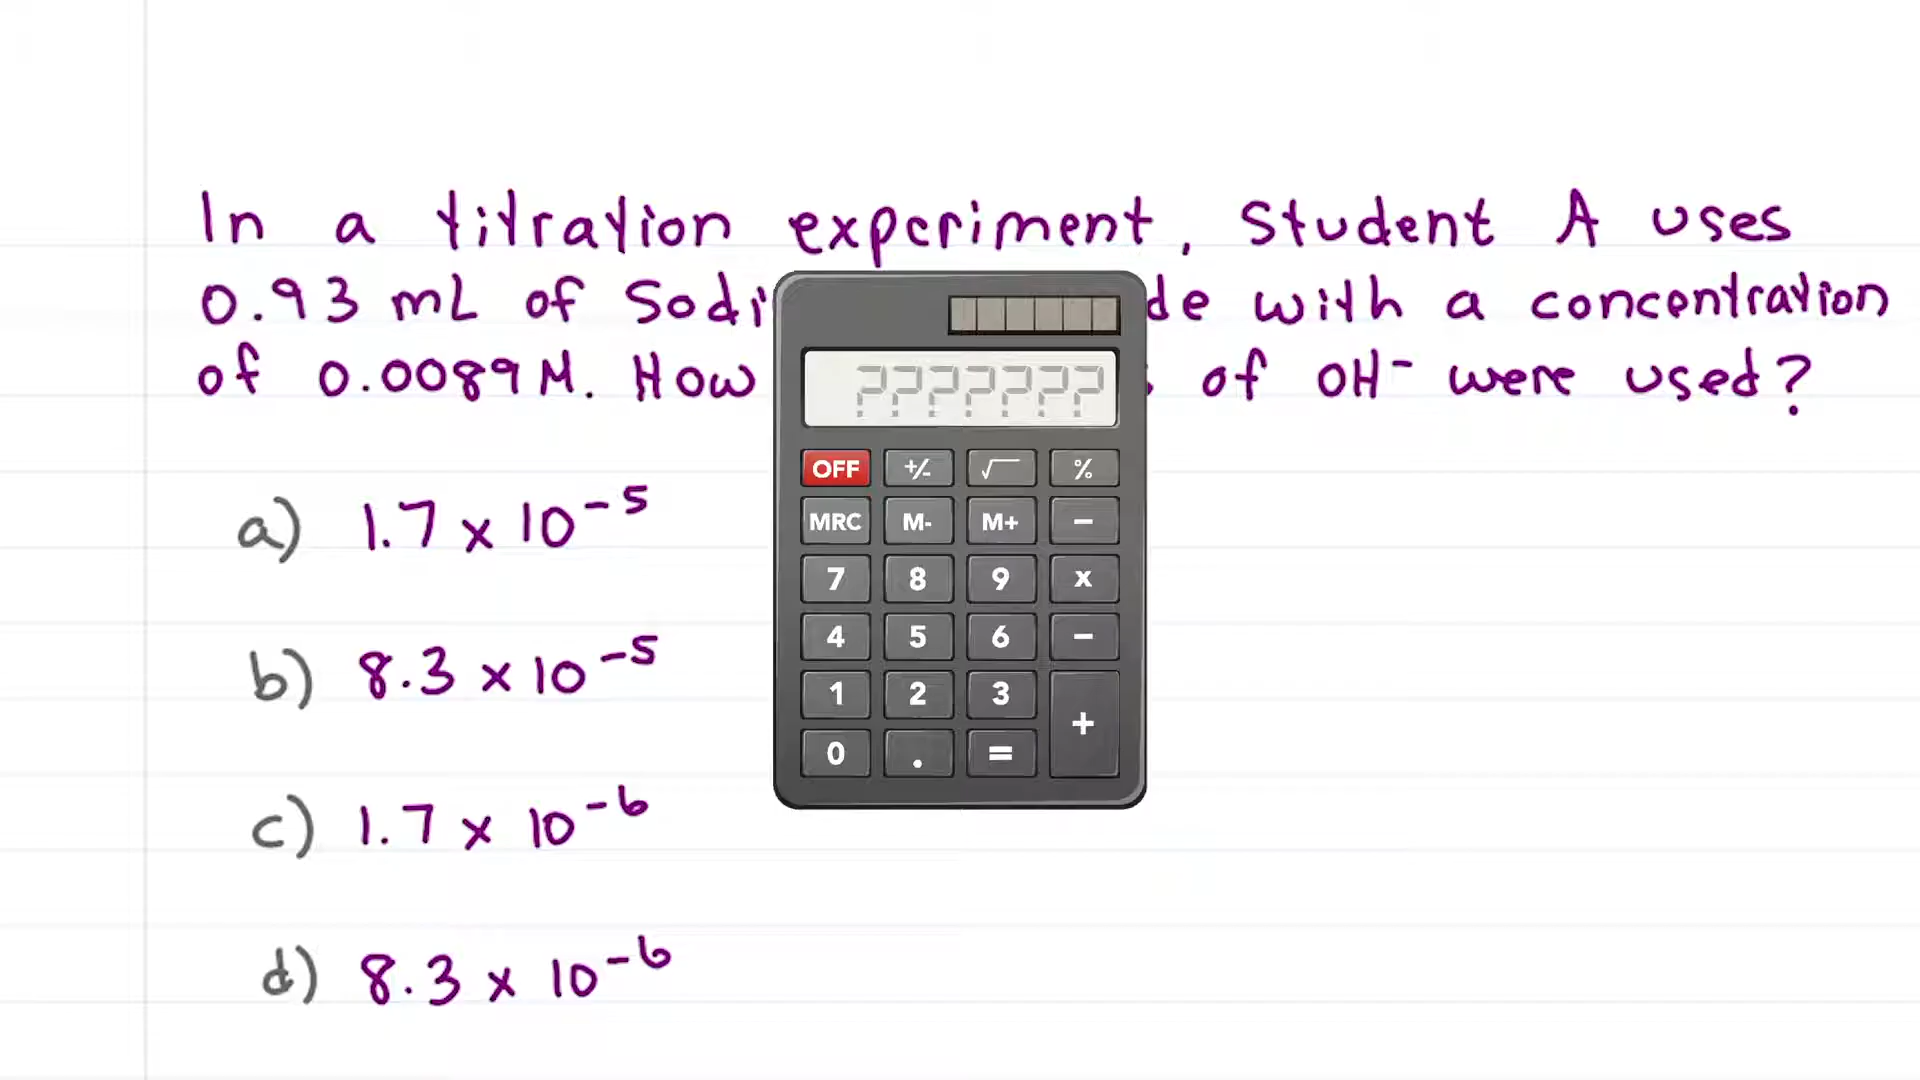 In a titration experiment, Student A uses
0.93 mL of Sodi de with a concentration
of 0.0089 M. How of OH⁻ were used?
a) 1.7 x 10⁻⁵
b) 8.3 x 10⁻⁵
c) 1.7 x 10⁻⁶
d) 8.3 x 10⁻⁶
???????
OFF +/- √ %
MRC M- M+ −
7 8 9 x
4 5 6 −
1 2 3 +
0 . =